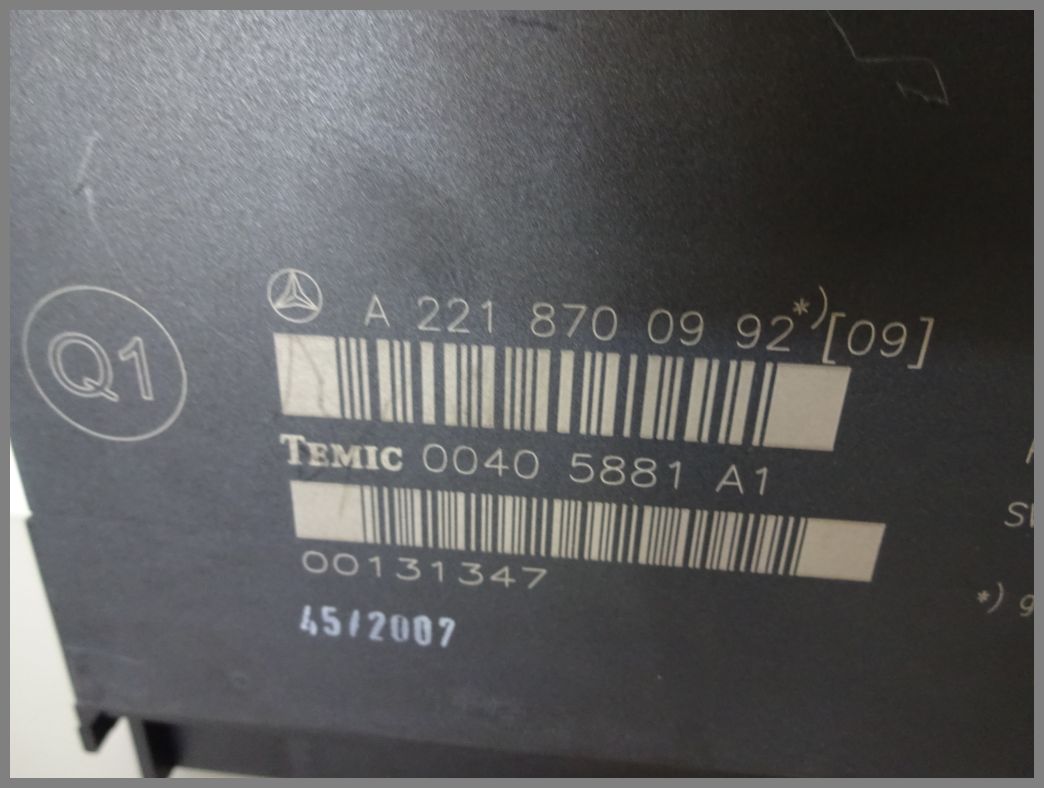 A 221 870 09 92*)[09]
Q1
TEMIC 0040 5881 A1
00131347
45/2007
*)